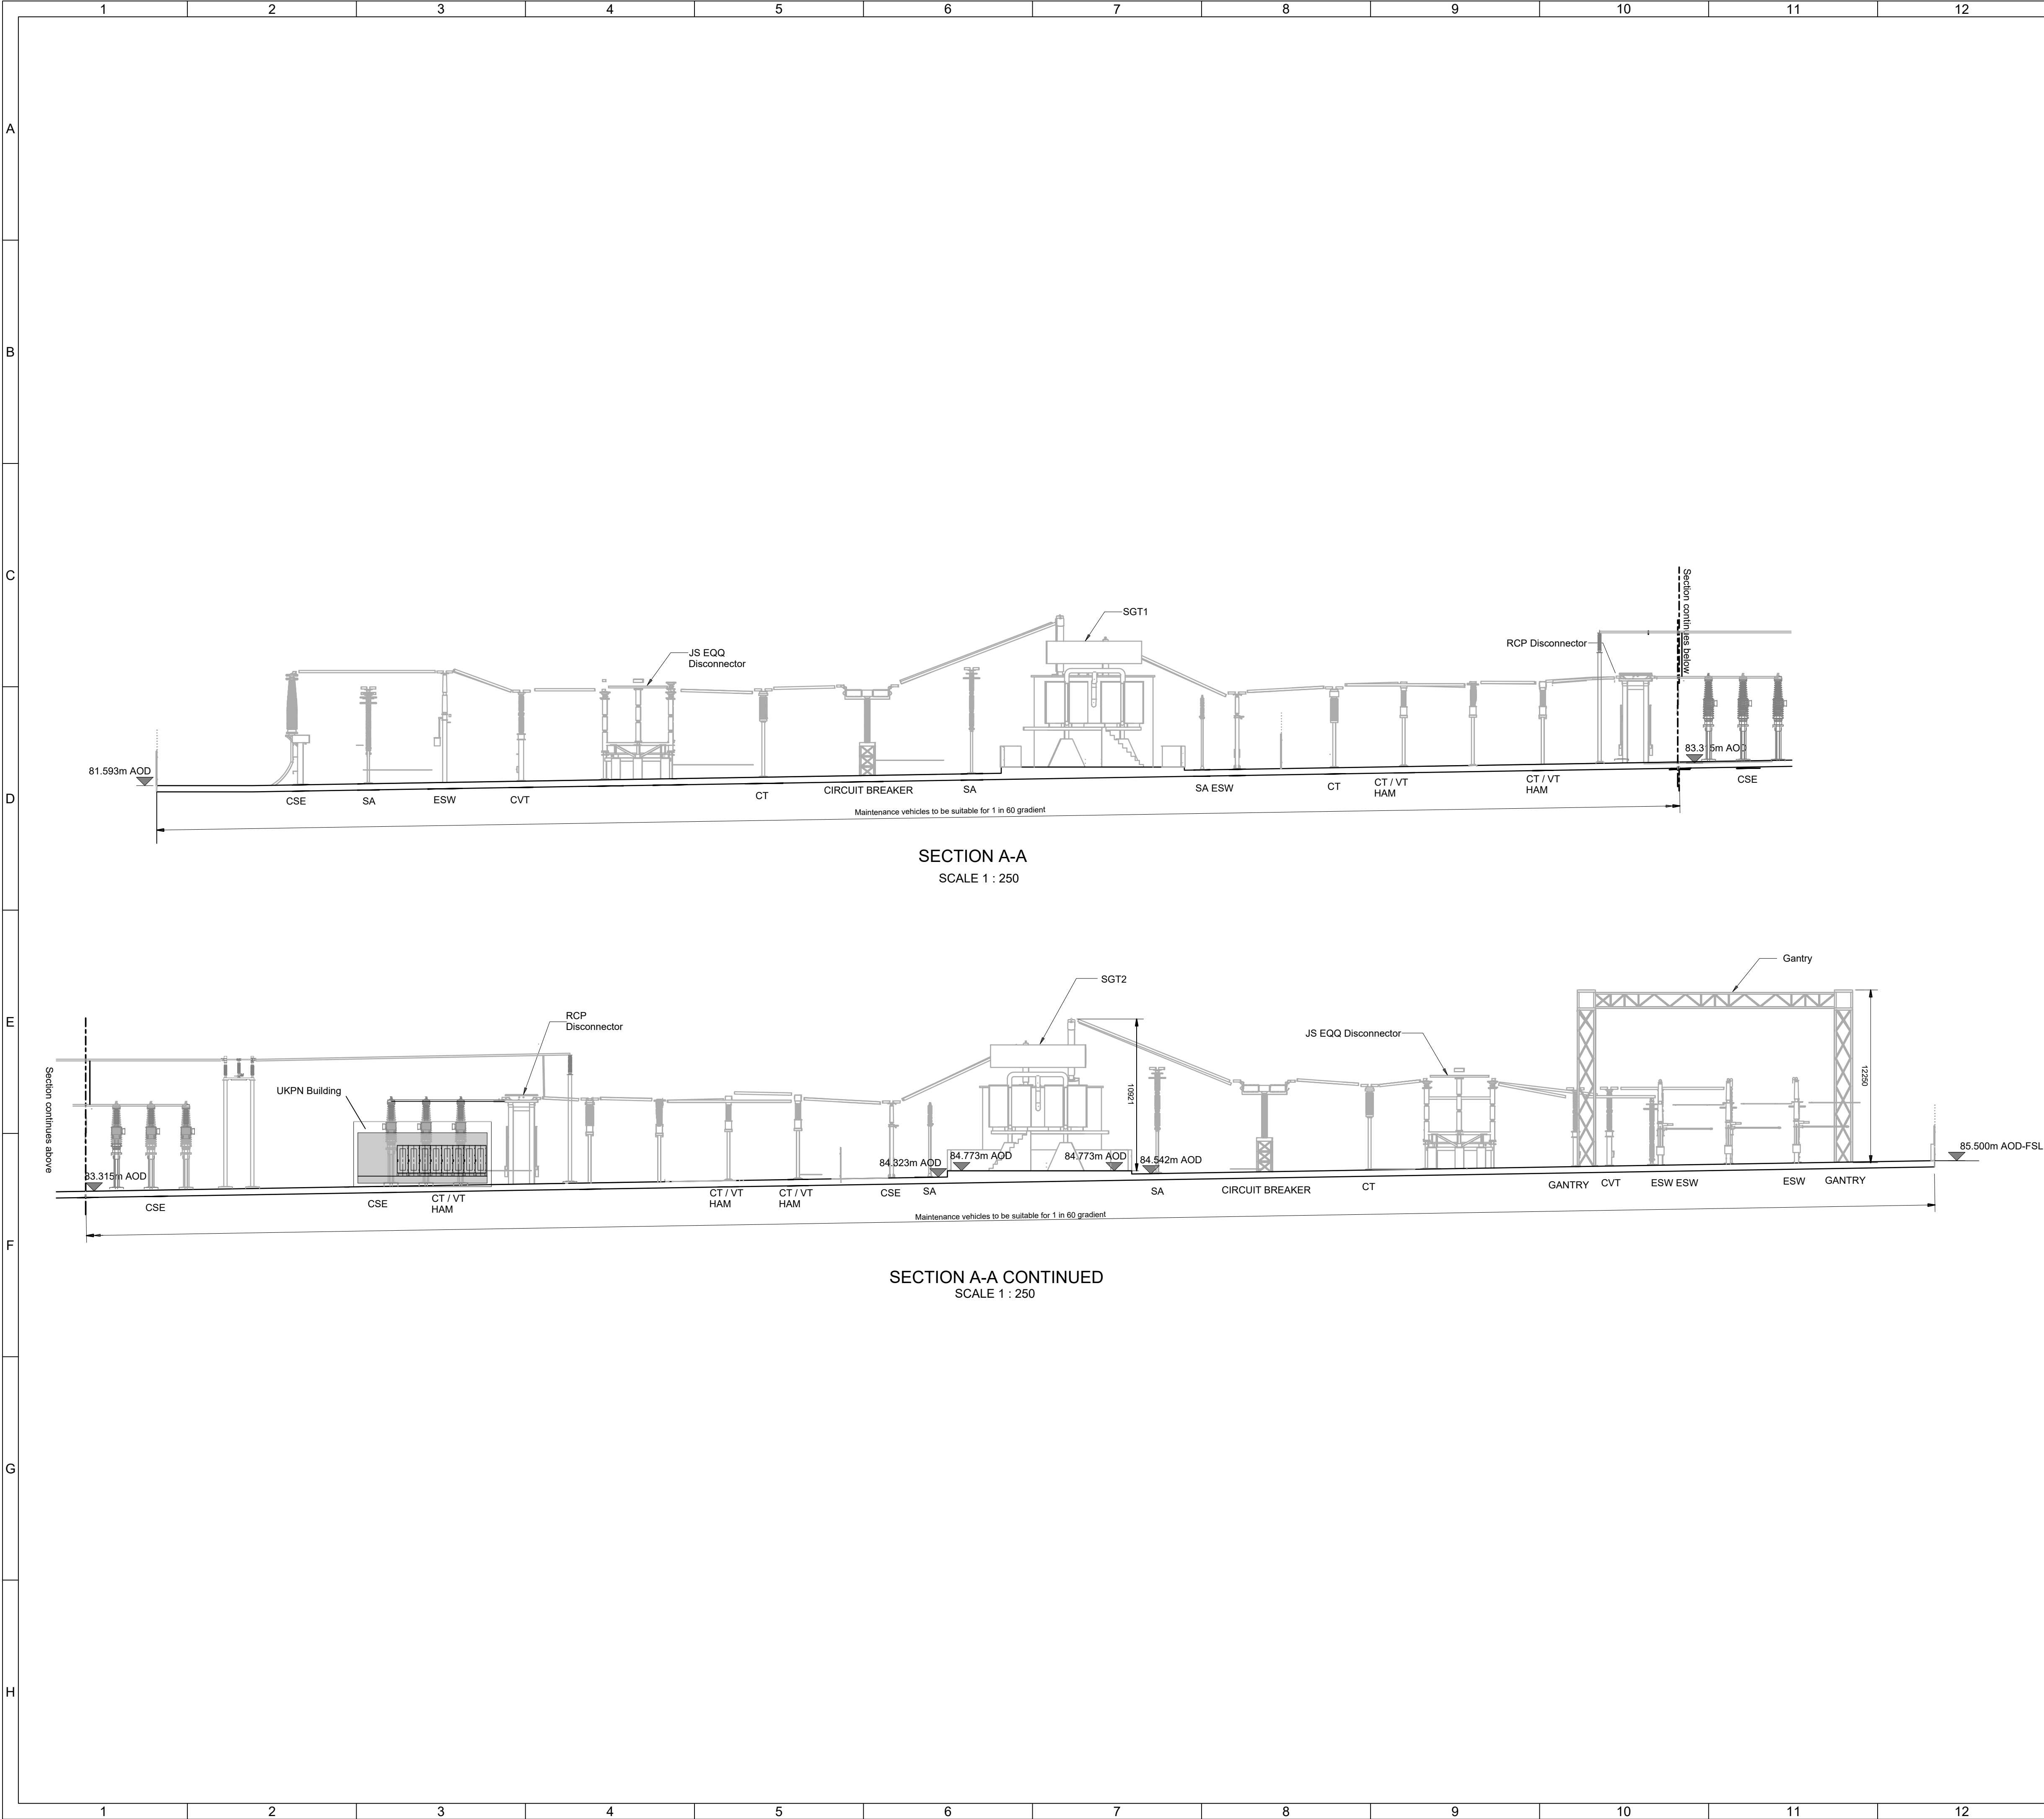 1 2 3 4 5 6 7 8 9 10 11 12
A
B
C
Section continues below
SGT1
RCP Disconnector
JS EQQ
Disconnector
83.315m AOD
81.593m AOD
D
CSE SA ESW CVT CT CIRCUIT BREAKER SA SA ESW CT CT / VT CT / VT CSE
HAM HAM
Maintenance vehicles to be suitable for 1 in 60 gradient
SECTION A-A
SCALE 1 : 250
Gantry
SGT2
E
RCP
Disconnector
JS EQQ Disconnector
Section continues above
UKPN Building
10921
12250
83.315m AOD
84.323m AOD
84.773m AOD
84.773m AOD
84.542m AOD
85.500m AOD-FSL
CSE CSE CT / VT CT / VT CT / VT CSE SA SA CIRCUIT BREAKER CT GANTRY CVT ESW ESW ESW GANTRY
HAM HAM HAM
Maintenance vehicles to be suitable for 1 in 60 gradient
F
SECTION A-A CONTINUED
SCALE 1 : 250
G
H
1 2 3 4 5 6 7 8 9 10 11 12